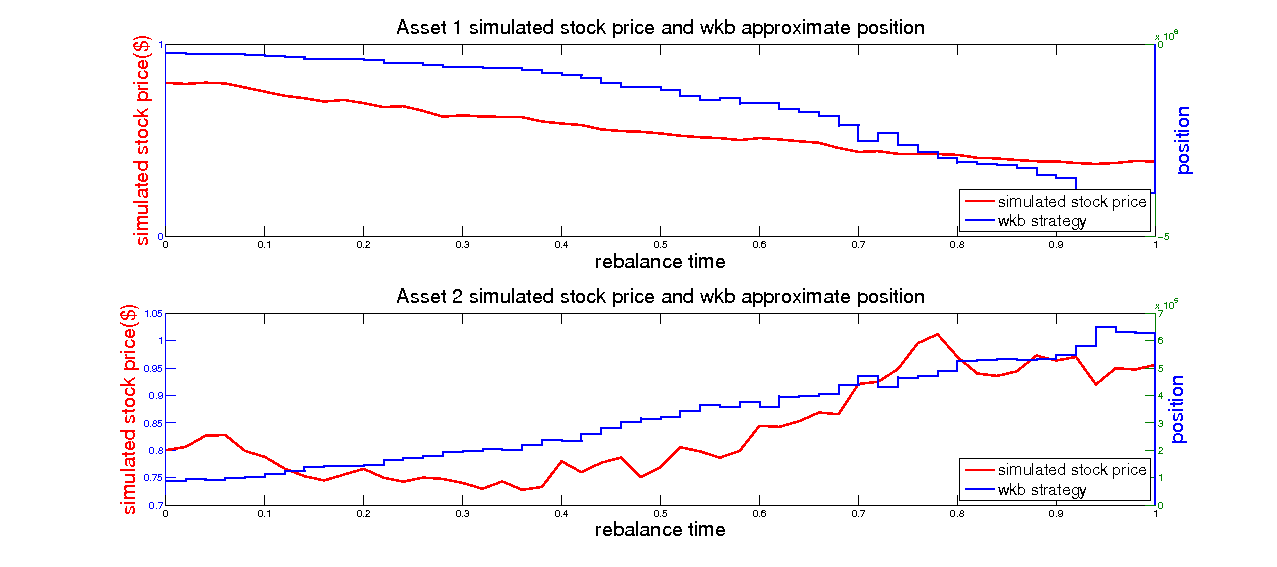 Asset 1 simulated stock price and wkb approximate position
simulated stock price($)
1
0
0
-5
position
simulated stock price
wkb strategy
0 0.1 0.2 0.3 0.4 0.5 0.6 0.7 0.8 0.9 1
rebalance time
Asset 2 simulated stock price and wkb approximate position
simulated stock price($)
1.05
1
0.95
0.9
0.85
0.8
0.75
0.7
7
6
5
4
3
2
1
0
position
simulated stock price
wkb strategy
0 0.1 0.2 0.3 0.4 0.5 0.6 0.7 0.8 0.9 1
rebalance time